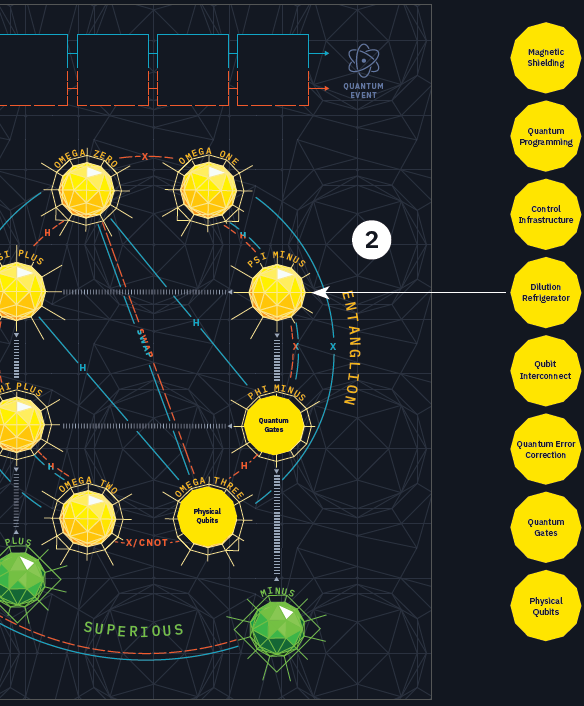 QUANTUM
EVENT
Magnetic
Shielding
Quantum
Programming
Control
Infrastructure
Dilution
Refrigerator
Qubit
Interconnect
Quantum Error
Correction
Quantum
Gates
Physical
Qubits
OMEGA ZERO
X
OMEGA ONE
H
H
2
PSI PLUS
PSI MINUS
H
SWAP
X
X
ENTANGLION
H
PHI PLUS
PHI MINUS
Quantum
Gates
H
H
OMEGA TWO
OMEGA THREE
Physical
Qubits
X/CNOT
PLUS
MINUS
SUPERIOUS